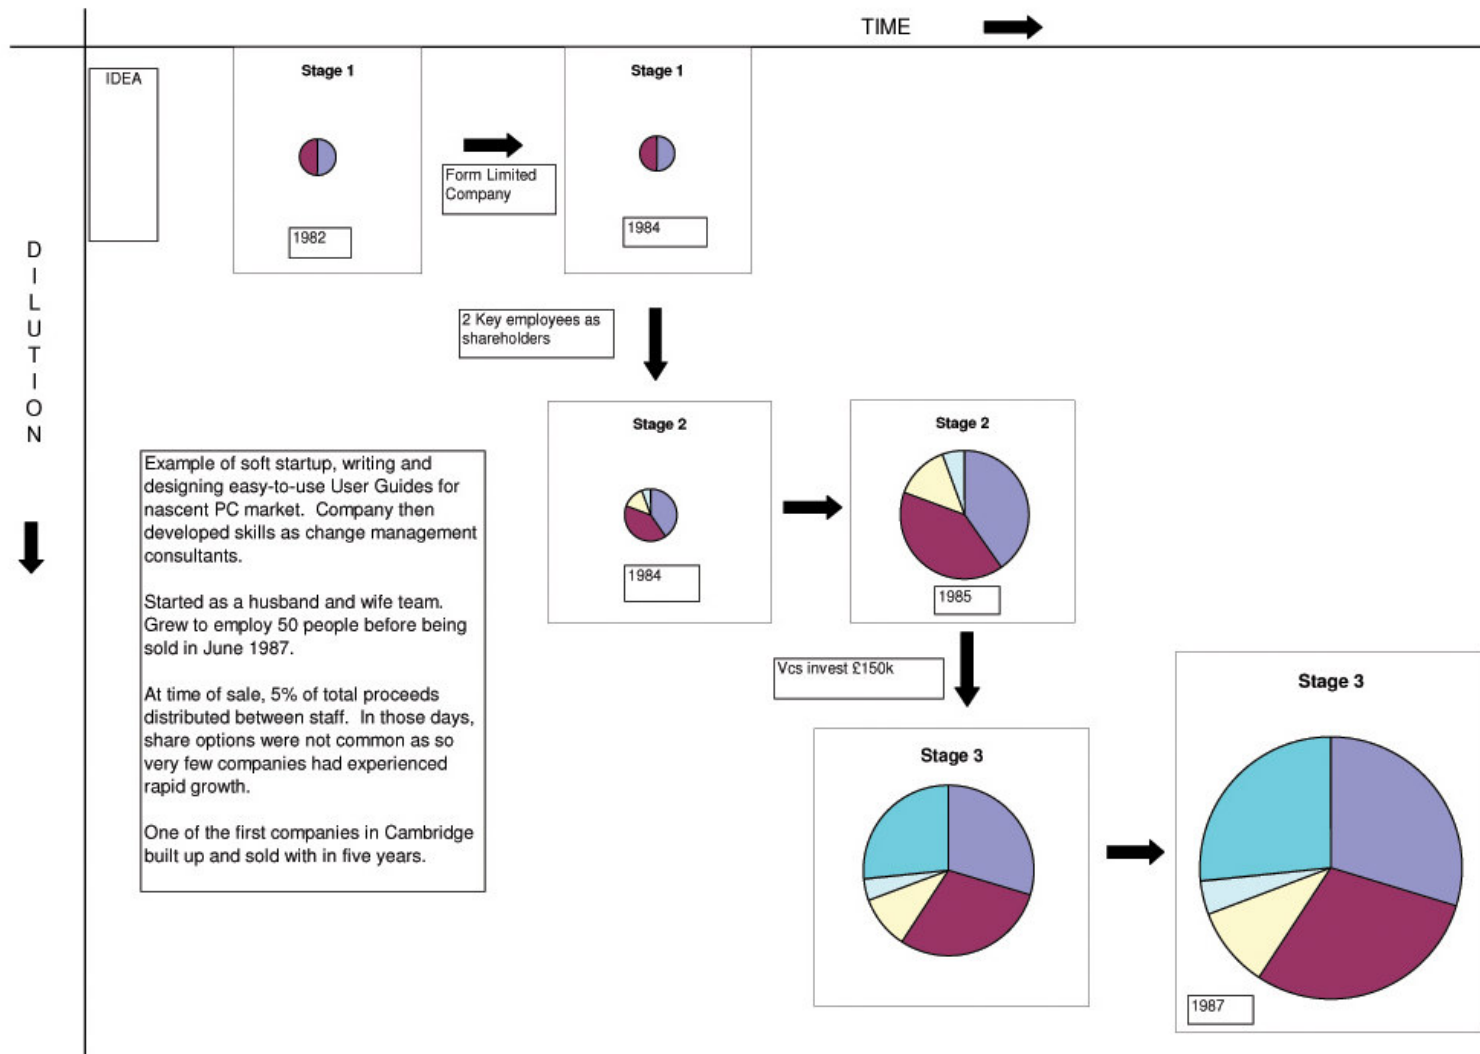 TIME
IDEA
Stage 1
Stage 1
Form Limited
Company
1982
1984
DILUTION
2 Key employees as
shareholders
Stage 2
Stage 2
1984
1985
Example of soft startup, writing and
designing easy-to-use User Guides for
nascent PC market. Company then
developed skills as change management
consultants.
Started as a husband and wife team.
Grew to employ 50 people before being
sold in June 1987.
At time of sale, 5% of total proceeds
distributed between staff. In those days,
share options were not common as so
very few companies had experienced
rapid growth.
One of the first companies in Cambridge
built up and sold with in five years.
Vcs invest £150k
Stage 3
Stage 3
1987